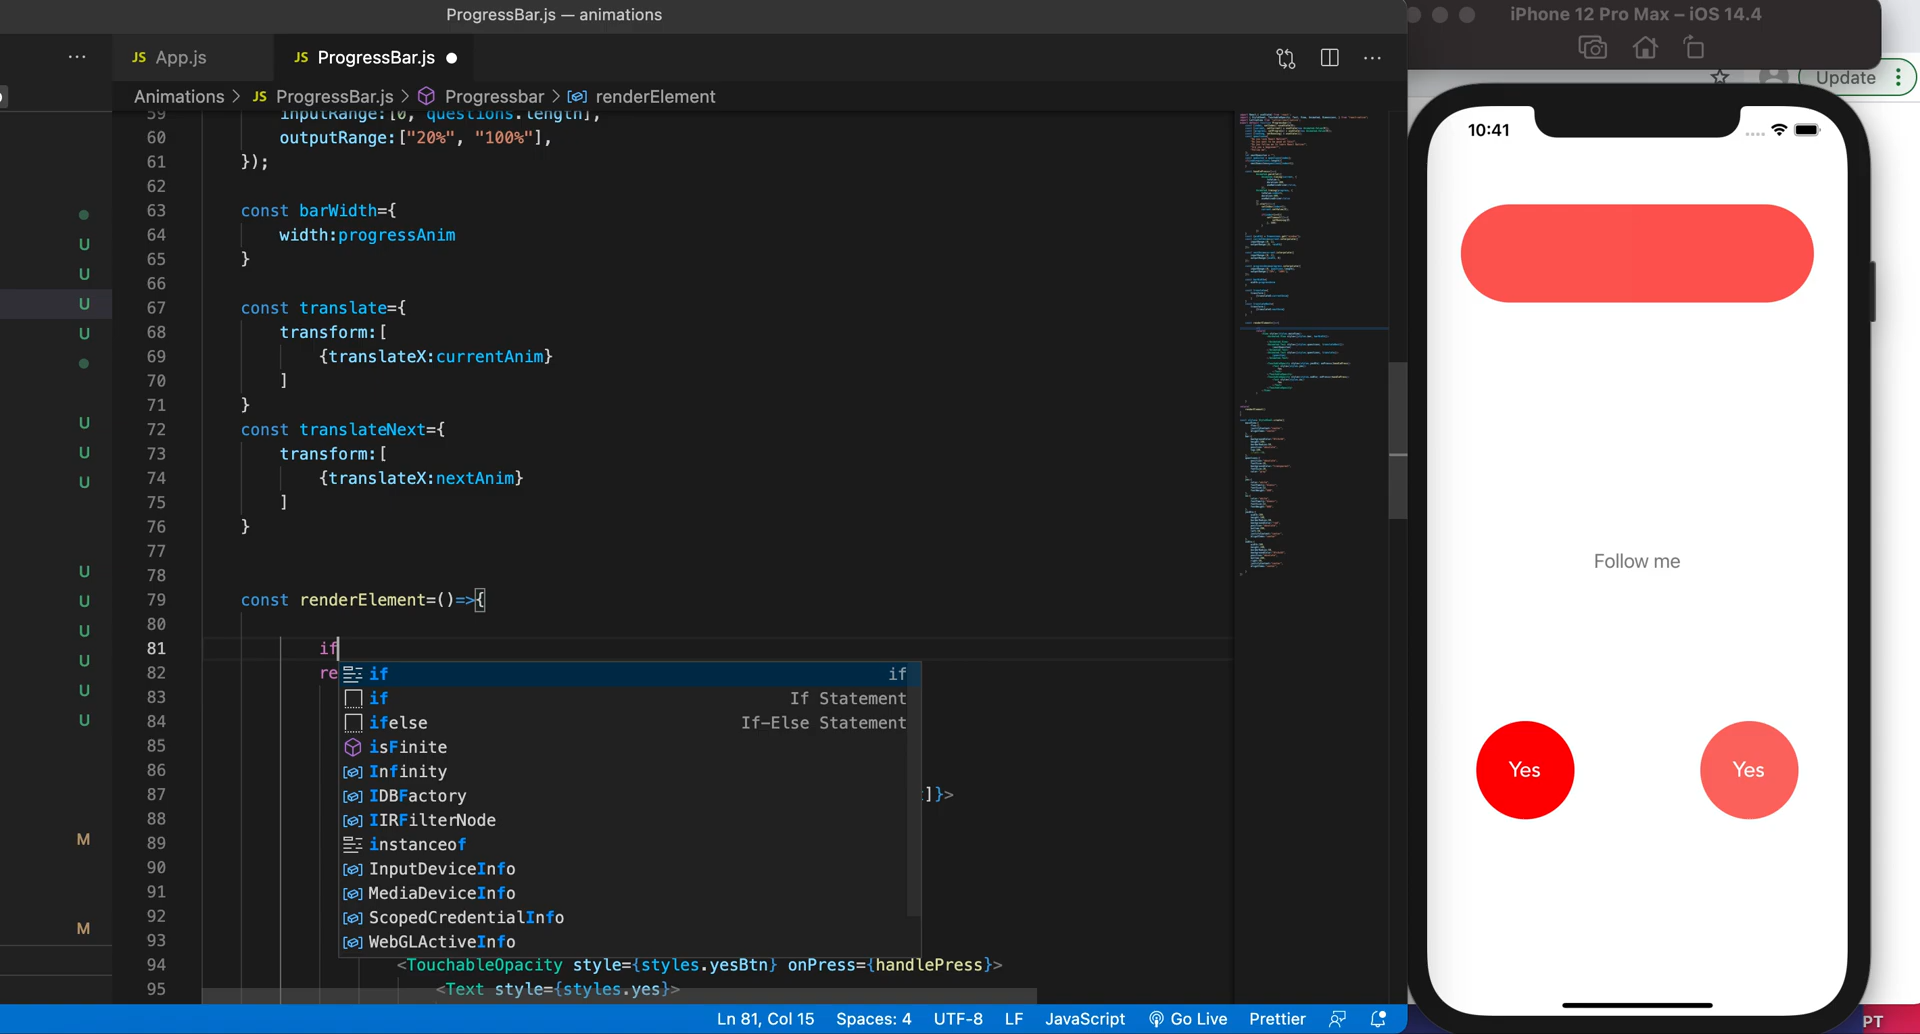 ProgressBar.js — animations
iPhone 12 Pro Max – iOS 14.4
JS App.js
JS ProgressBar.js
Update
Animations > JS ProgressBar.js > Progressbar > renderElement
59 inputRange:[0, questions.length],
60 outputRange:["20%", "100%"],
61 });
62
63 const barWidth={
64 width:progressAnim
65 }
66
67 const translate={
68 transform:[
69 {translateX:currentAnim}
70 ]
71 }
72 const translateNext={
73 transform:[
74 {translateX:nextAnim}
75 ]
76 }
77
78
79 const renderElement=()=>{
80
81 if
82 re
83
84
85
86
87 ]}>
88
89
90
91
92
93
94 <TouchableOpacity style={styles.yesBtn} onPress={handlePress}>
95 <Text style={styles.yes}>
if if
if If Statement
ifelse If-Else Statement
isFinite
Infinity
IDBFactory
IIRFilterNode
instanceof
InputDeviceInfo
MediaDeviceInfo
ScopedCredentialInfo
WebGLActiveInfo
U
U
U
U
U
U
U
U
U
U
U
U
U
M
M
Ln 81, Col 15 Spaces: 4 UTF-8 LF JavaScript Go Live Prettier
10:41
Follow me
Yes Yes
PT